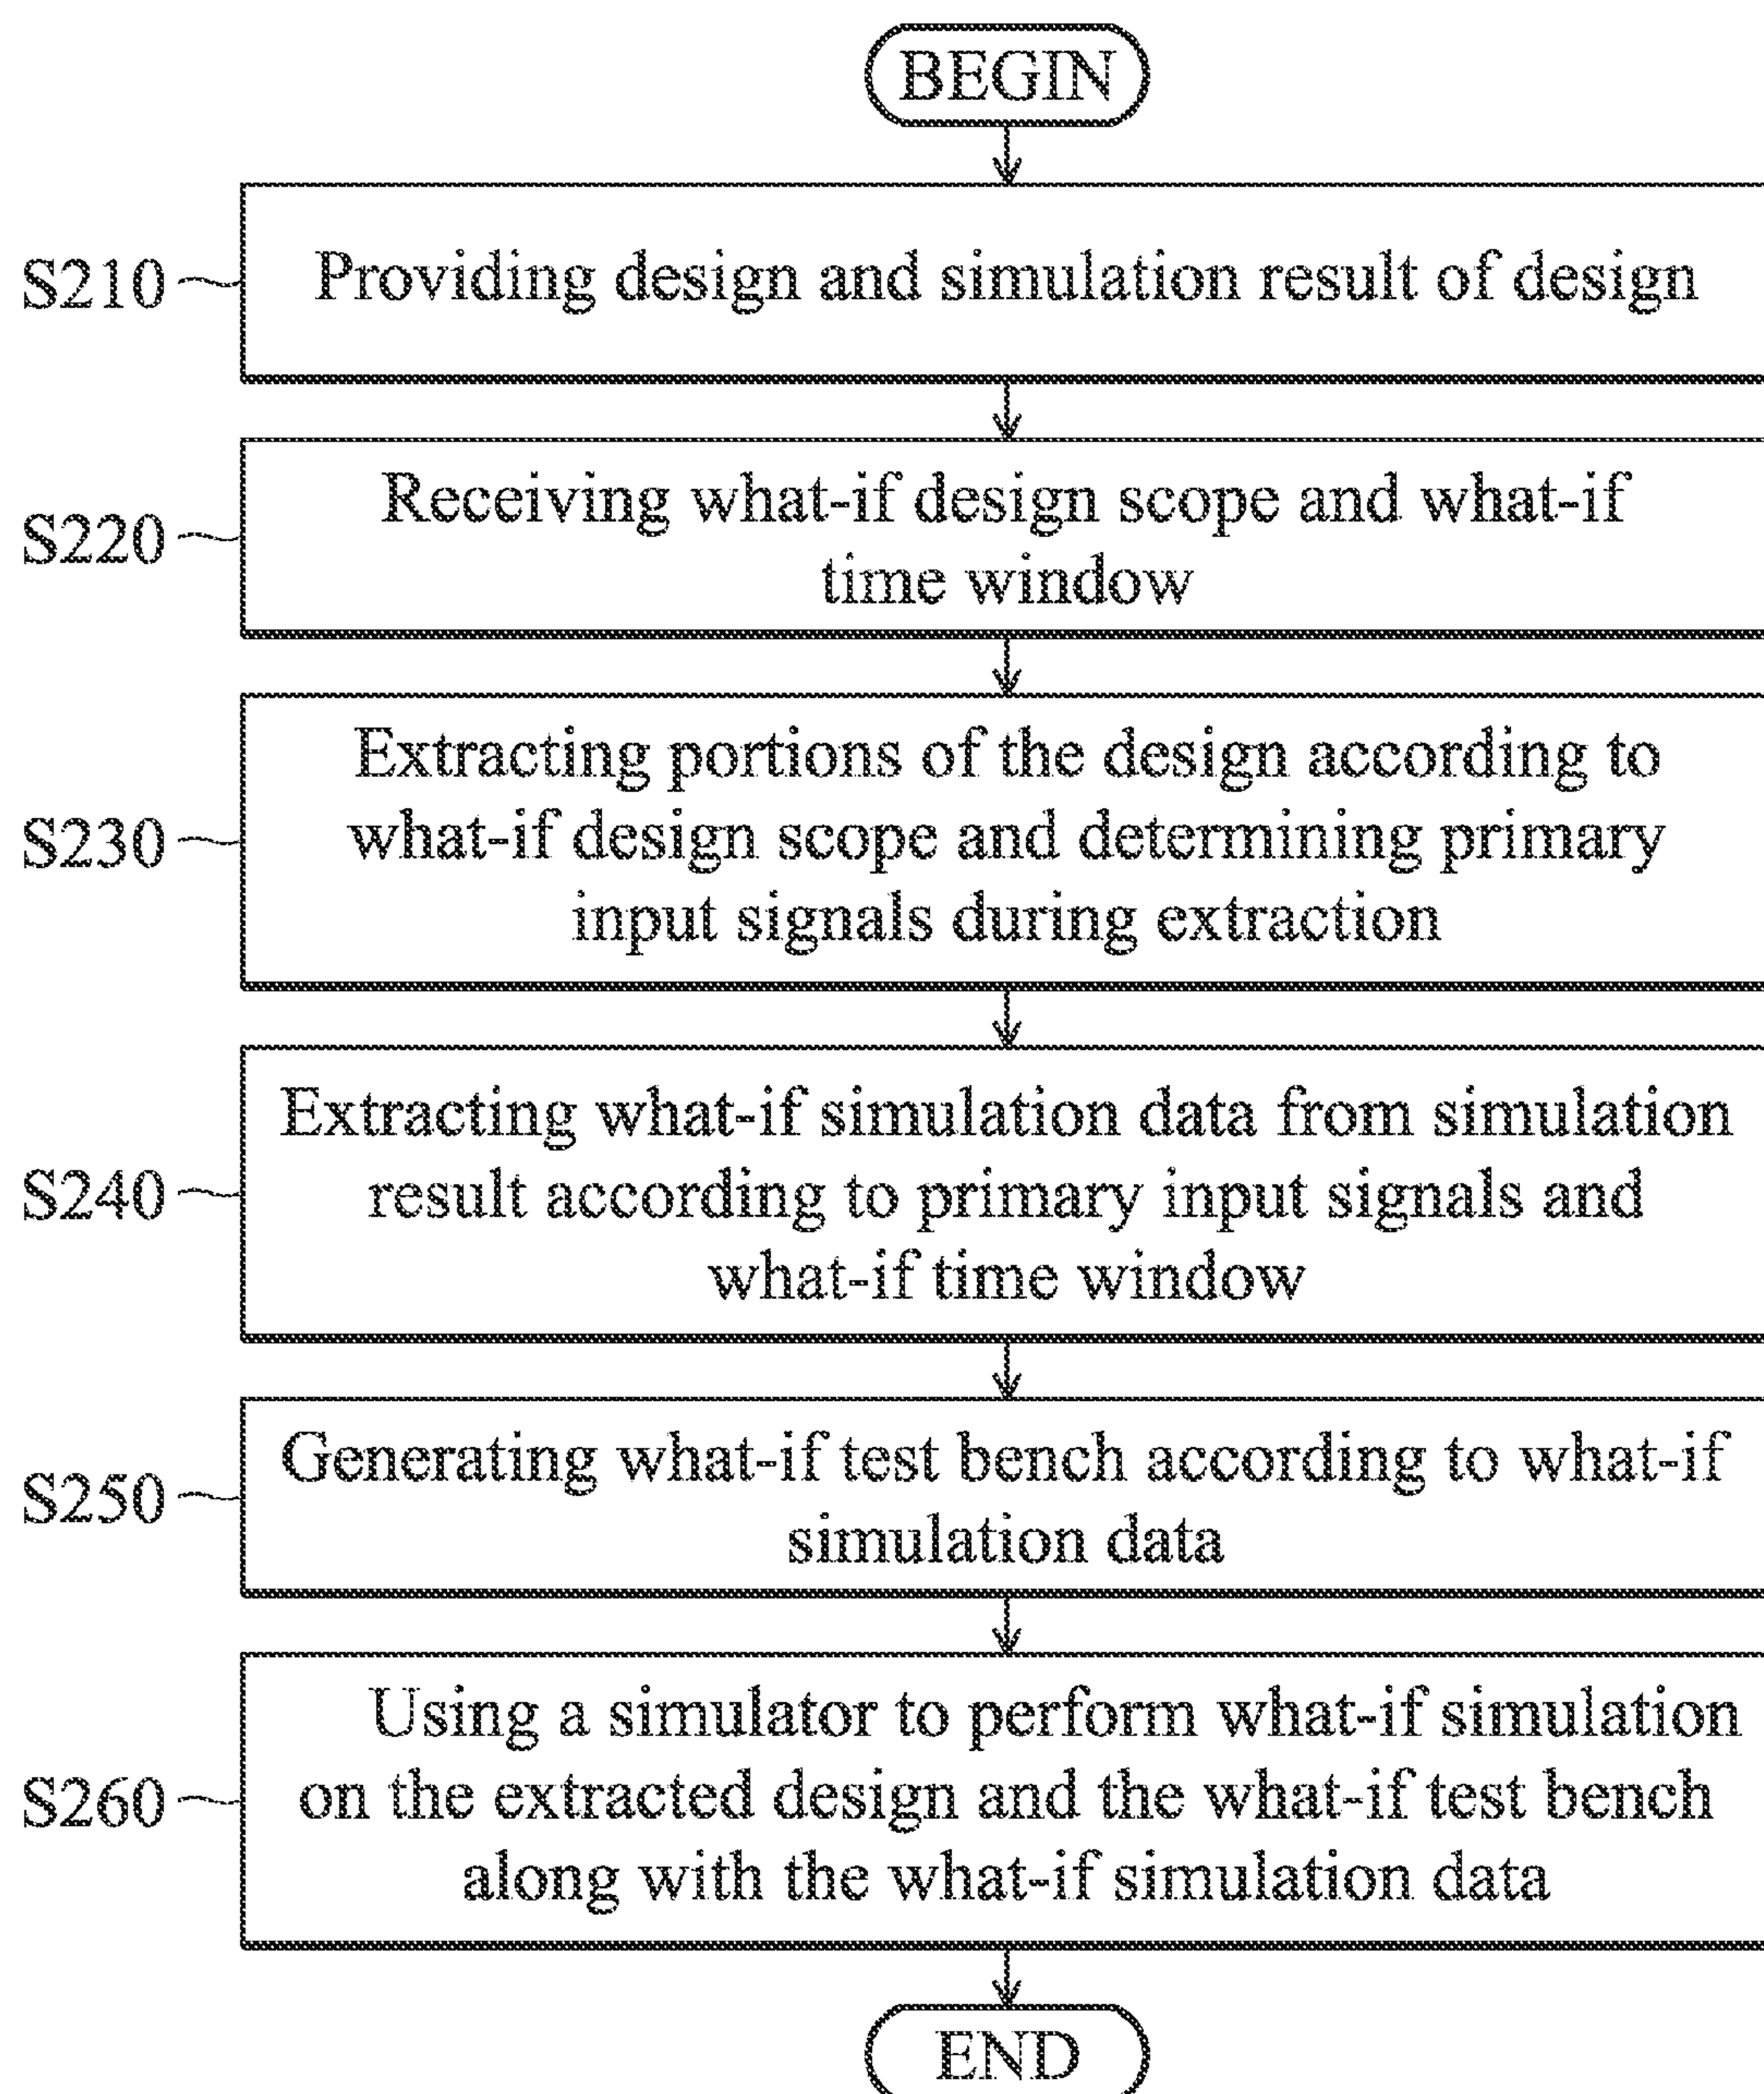 BEGIN
S210
Providing design and simulation result of design
S220
Receiving what-if design scope and what-if
time window
S230
Extracting portions of the design according to
what-if design scope and determining primary
input signals during extraction
S240
Extracting what-if simulation data from simulation
result according to primary input signals and
what-if time window
S250
Generating what-if test bench according to what-if
simulation data
S260
Using a simulator to perform what-if simulation
on the extracted design and the what-if test bench
along with the what-if simulation data
END